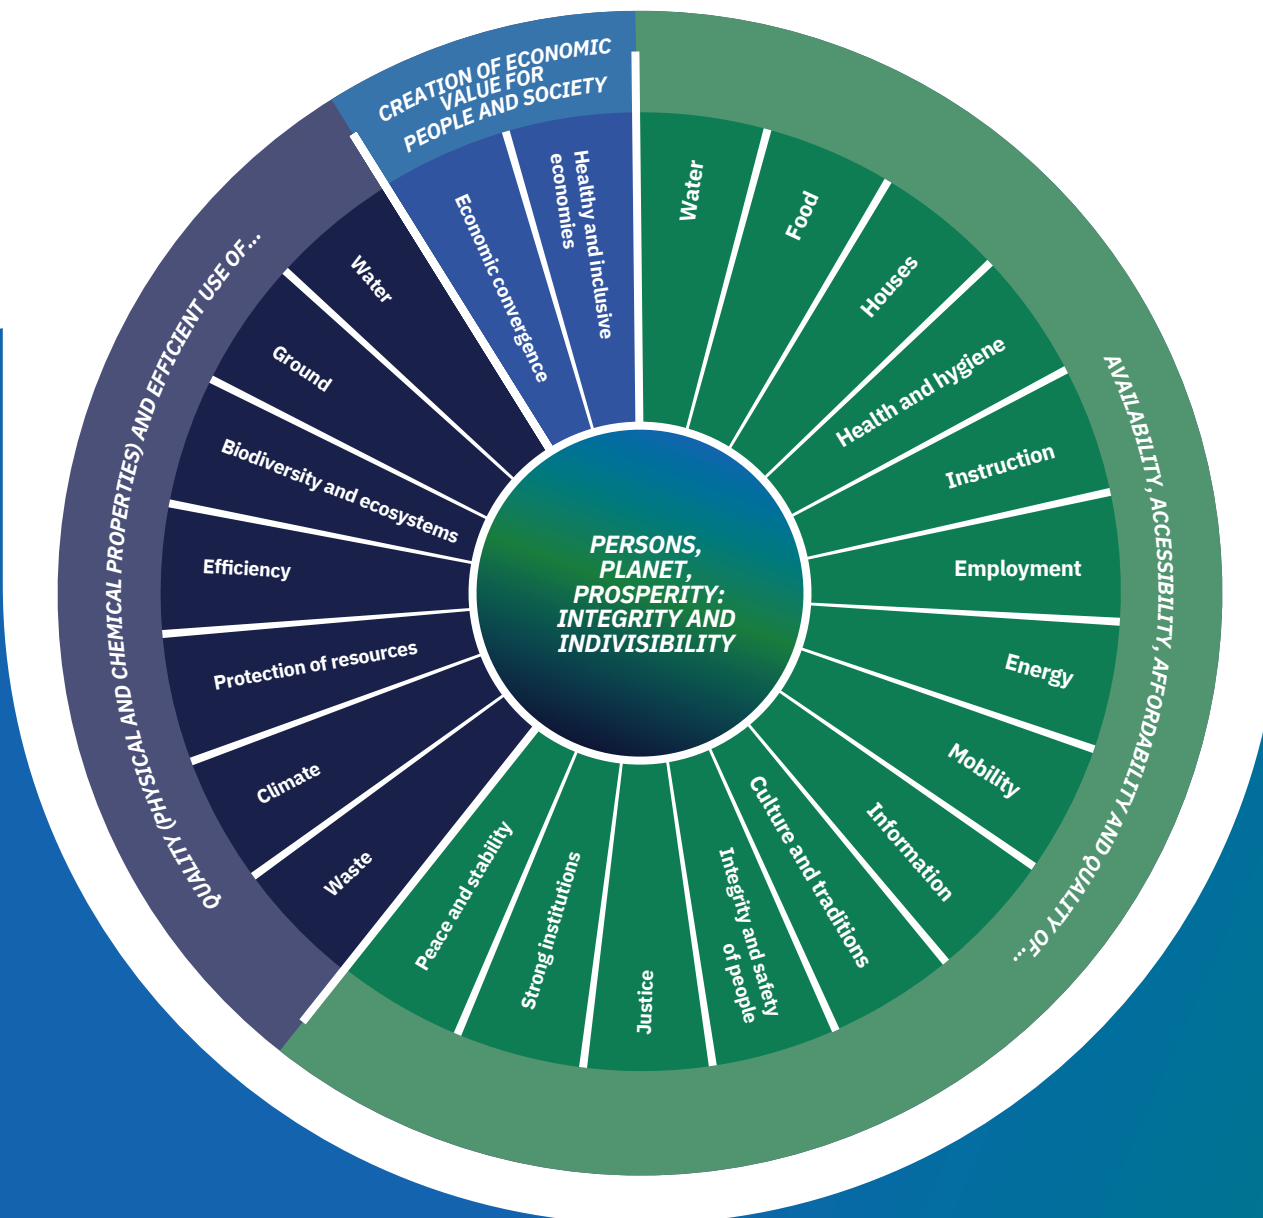 CREATION OF ECONOMIC
VALUE FOR
PEOPLE AND SOCIETY
Economic convergence
Healthy and inclusive
economies
AVAILABILITY, ACCESSIBILITY, AFFORDABILITY AND QUALITY OF...
Water
Food
Houses
Health and hygiene
Instruction
Employment
Energy
Mobility
Information
Culture and traditions
Integrity and safety
of people
Justice
Strong institutions
Peace and stability
QUALITY (PHYSICAL AND CHEMICAL PROPERTIES) AND EFFICIENT USE OF...
Water
Ground
Biodiversity and ecosystems
Efficiency
Protection of resources
Climate
Waste
PERSONS,
PLANET,
PROSPERITY:
INTEGRITY AND
INDIVISIBILITY